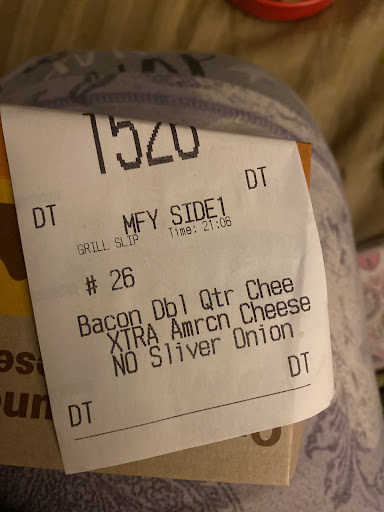 1520
DT
DT
MFY SIDE1
GRILL SLIP Time: 21:06
# 26
Bacon Dbl Qtr Chee
XTRA Amrcn Cheese
NO Sliver Onion
DT
DT